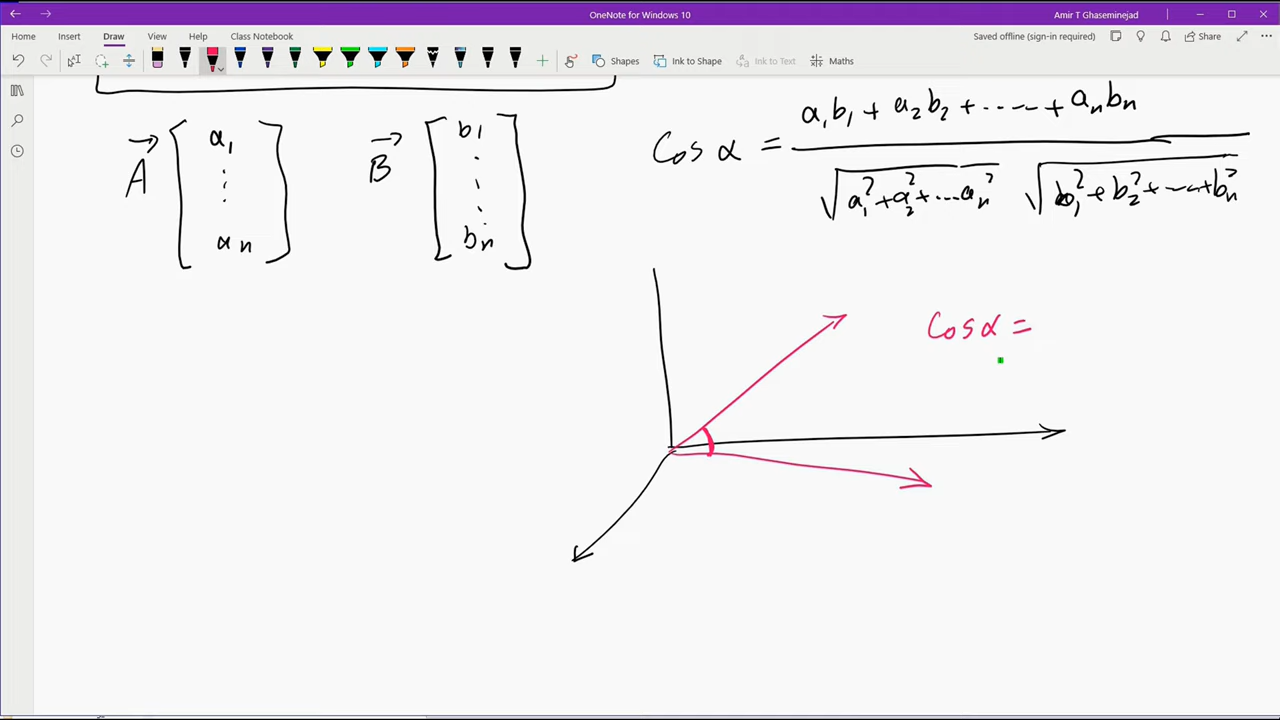 OneNote for Windows 10
Amir T Ghaseminejad
Home Insert Draw View Help Class Notebook
Saved offline (sign-in required) Share
Shapes Ink to Shape Ink to Text Maths
A⃗ [a₁ ⋮ aₙ] B⃗ [b₁ ⋮ bₙ]
Cos α = a₁b₁ + a₂b₂ + ...... + aₙbₙ
√a₁² + a₂² + ... aₙ² √b₁² + b₂² + ... + bₙ²
Cos α =